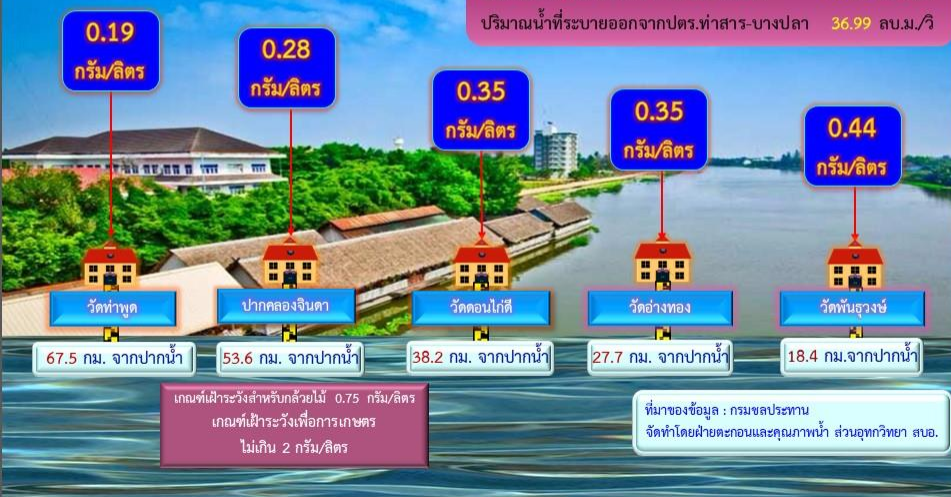 ปริมาณน้ำที่ระบายออกจากปตร.ท่าสาร-บางปลา 36.99 ลบ.ม./วิ
0.19
กรัม/ลิตร
0.28
กรัม/ลิตร
0.35
กรัม/ลิตร
0.35
กรัม/ลิตร
0.44
กรัม/ลิตร
วัดท่าพูด
ปากคลองจินดา
วัดดอนไก่ดี
วัดอ่างทอง
วัดพันธุวงษ์
67.5 กม. จากปากน้ำ
53.6 กม. จากปากน้ำ
38.2 กม. จากปากน้ำ
27.7 กม. จากปากน้ำ
18.4 กม.จากปากน้ำ
เกณฑ์เฝ้าระวังสำหรับกล้วยไม้ 0.75 กรัม/ลิตร
เกณฑ์เฝ้าระวังเพื่อการเกษตร
ไม่เกิน 2 กรัม/ลิตร
ที่มาของข้อมูล : กรมชลประทาน
จัดทำโดยฝ่ายตะกอนและคุณภาพน้ำ ส่วนอุทกวิทยา สบอ.